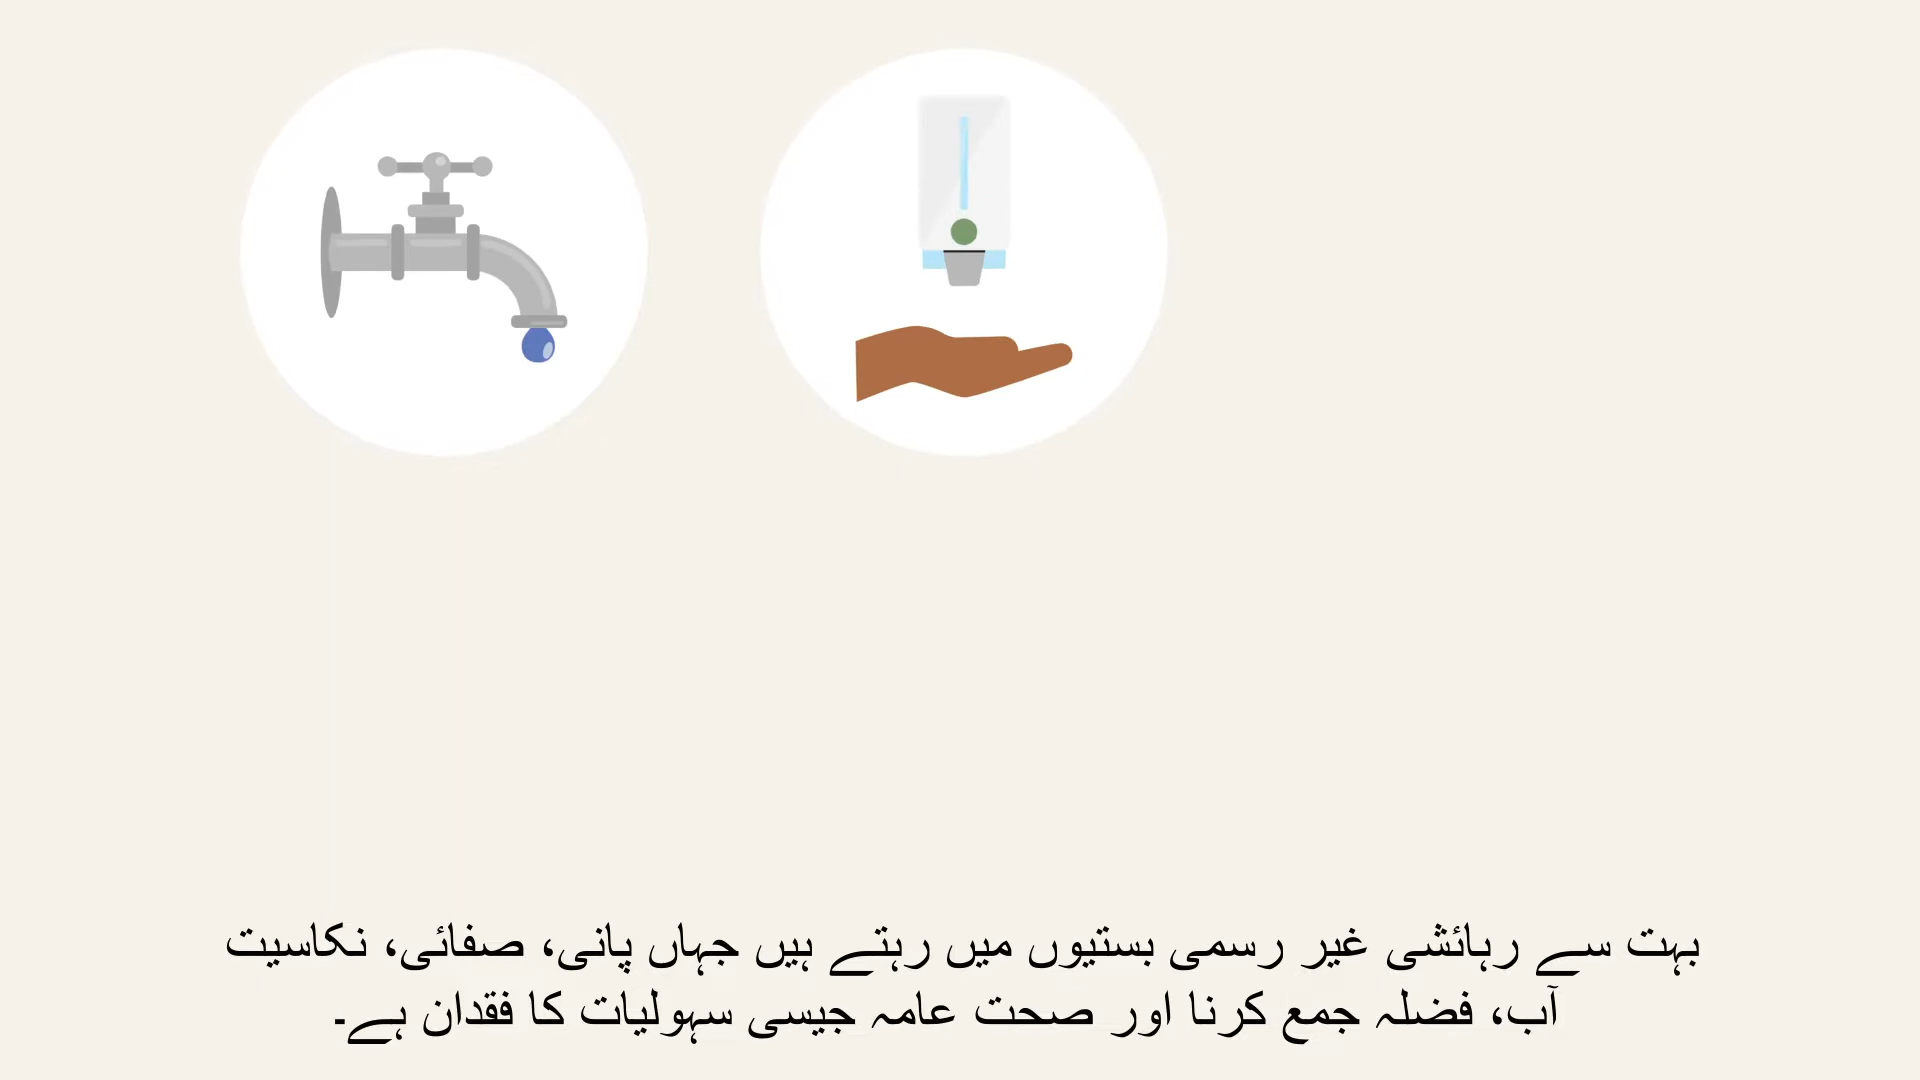 بہت سے رہائشی غیر رسمی بستیوں میں رہتے ہیں جہاں پانی، صفائی، نکاسیت
آب، فضلہ جمع کرنا اور صحت عامہ جیسی سہولیات کا فقدان ہے۔